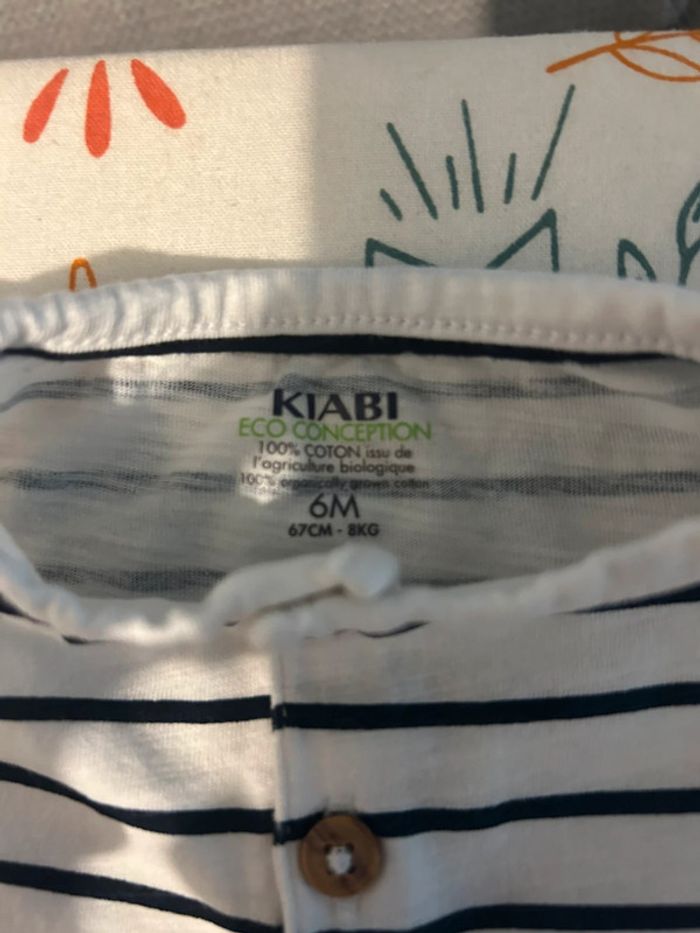 KIABI
ECO CONCEPTION
100% COTON issu de
l'agriculture biologique
100% organically grown cotton
6M
67CM - 8KG